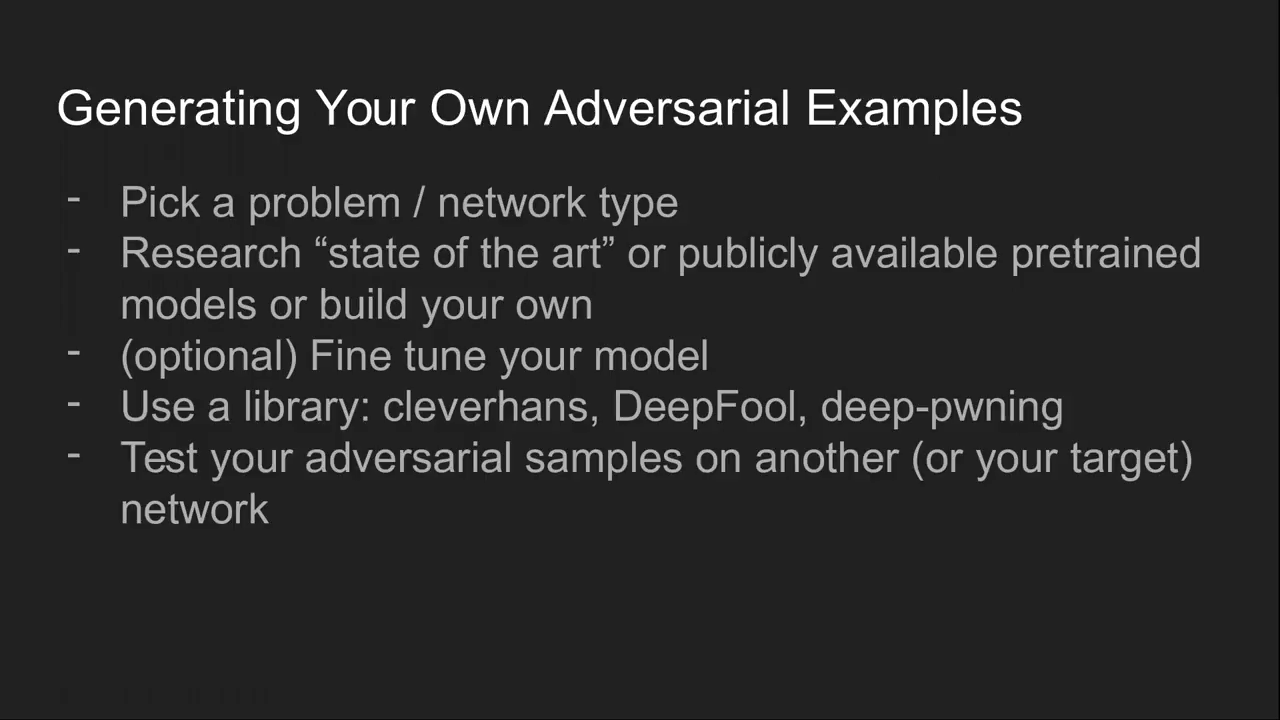 Generating Your Own Adversarial Examples
- Pick a problem / network type
- Research “state of the art” or publicly available pretrained
models or build your own
- (optional) Fine tune your model
- Use a library: cleverhans, DeepFool, deep-pwning
- Test your adversarial samples on another (or your target)
network